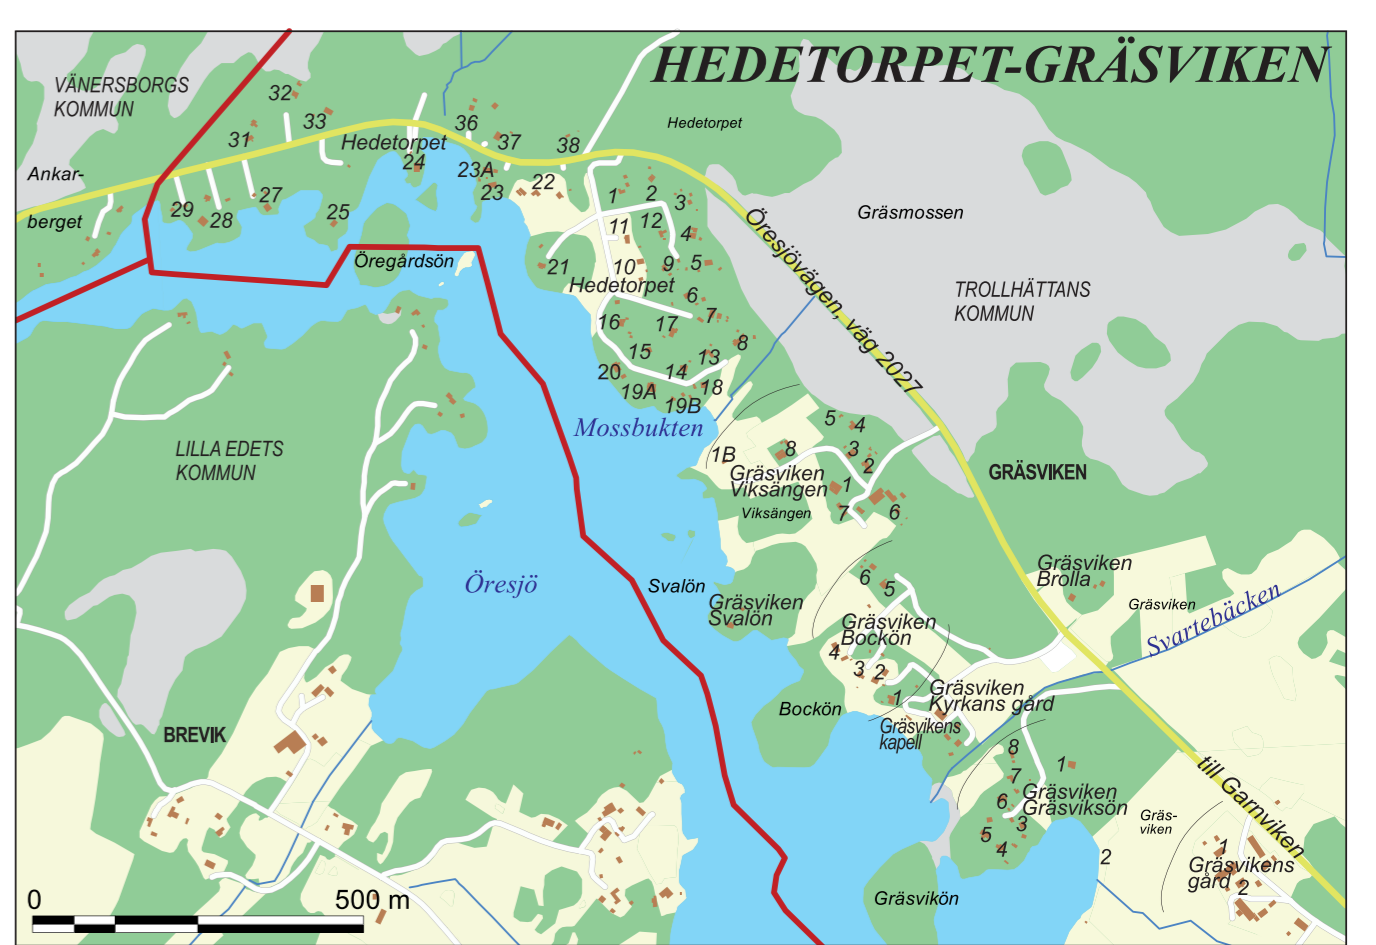 HEDETORPET-GRÄSVIKEN
VÄNERSBORGS
KOMMUN
32
33
31
36
37
38
Hedetorpet
Hedetorpet
24
23A
23
22
Ankar-
berget
29
28
27
25
Öregårdsön
21
1
2
3
11
12
4
10
9
5
Hedetorpet
6
7
16
17
8
15
13
20
14
18
19A
19B
Gräsmossen
TROLLHÄTTANS
KOMMUN
Öresjövägen, väg 2027
LILLA EDETS
KOMMUN
Mossbukten
5
4
3
2
8
1B
Gräsviken
Viksängen
1
Viksängen
7
6
GRÄSVIKEN
Öresjö
Svalön
Gräsviken
Svalön
6
5
Gräsviken
Bockön
4
3
2
1
Gräsviken
Brolla
Gräsviken
Svartebäcken
Bockön
Gräsviken
Kyrkans gård
Gräsvikens
kapell
BREVIK
8
1
7
Gräsviken
Gräsviksön
6
3
5
4
till Garnviken
Gräs-
viken
2
1
Gräsvikens
gård
2
Gräsvikön
0
500 m